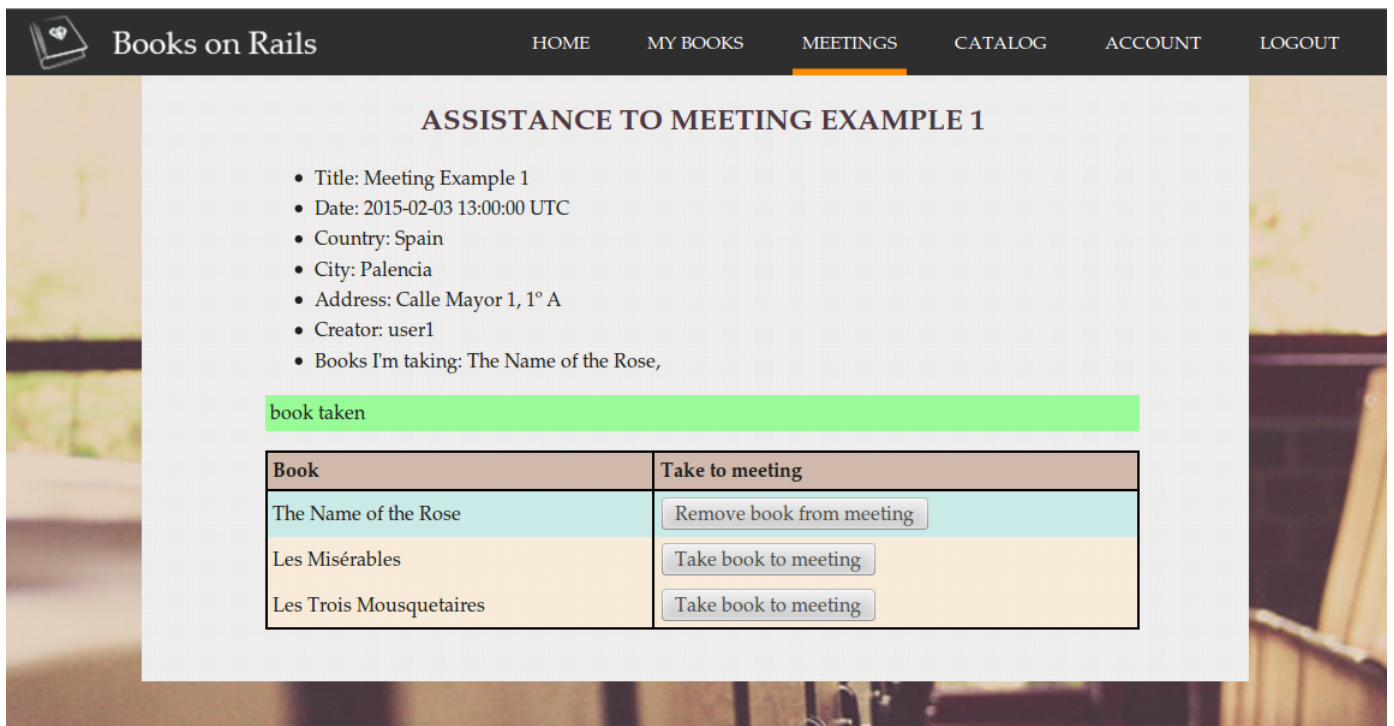 Books on Rails HOME MY BOOKS MEETINGS CATALOG ACCOUNT LOGOUT
ASSISTANCE TO MEETING EXAMPLE 1
• Title: Meeting Example 1
• Date: 2015-02-03 13:00:00 UTC
• Country: Spain
• City: Palencia
• Address: Calle Mayor 1, 1º A
• Creator: user1
• Books I'm taking: The Name of the Rose,
book taken
Book Take to meeting
The Name of the Rose Remove book from meeting
Les Misérables Take book to meeting
Les Trois Mousquetaires Take book to meeting